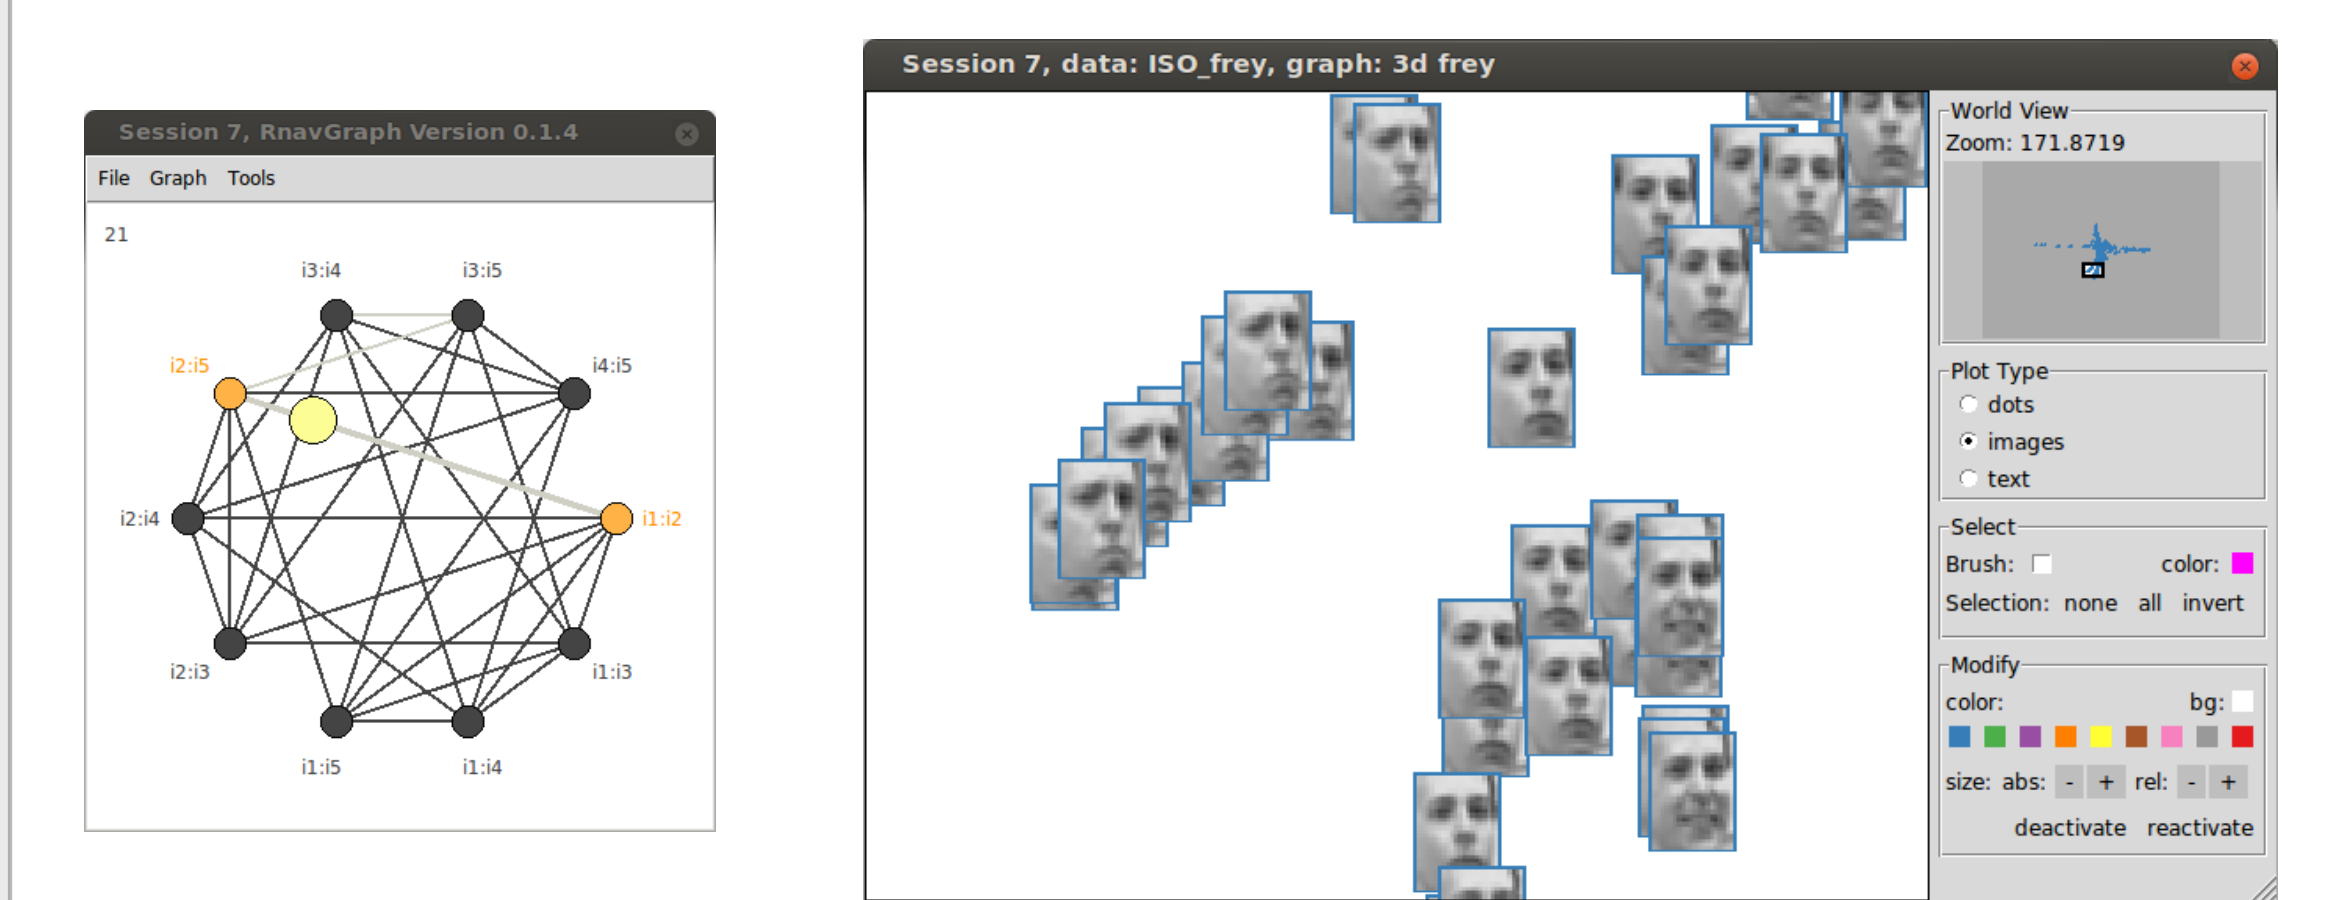 Session 7, RnavGraph Version 0.1.4
File Graph Tools
21
i3:i4 i3:i5
i2:i5 i4:i5
i2:i4 i1:i2
i2:i3 i1:i3
i1:i5 i1:i4
Session 7, data: ISO_frey, graph: 3d frey
World View
Zoom: 171.8719
Plot Type
dots
images
text
Select
Brush: color:
Selection: none all invert
Modify
color: bg:
size: abs: - + rel: - +
deactivate reactivate